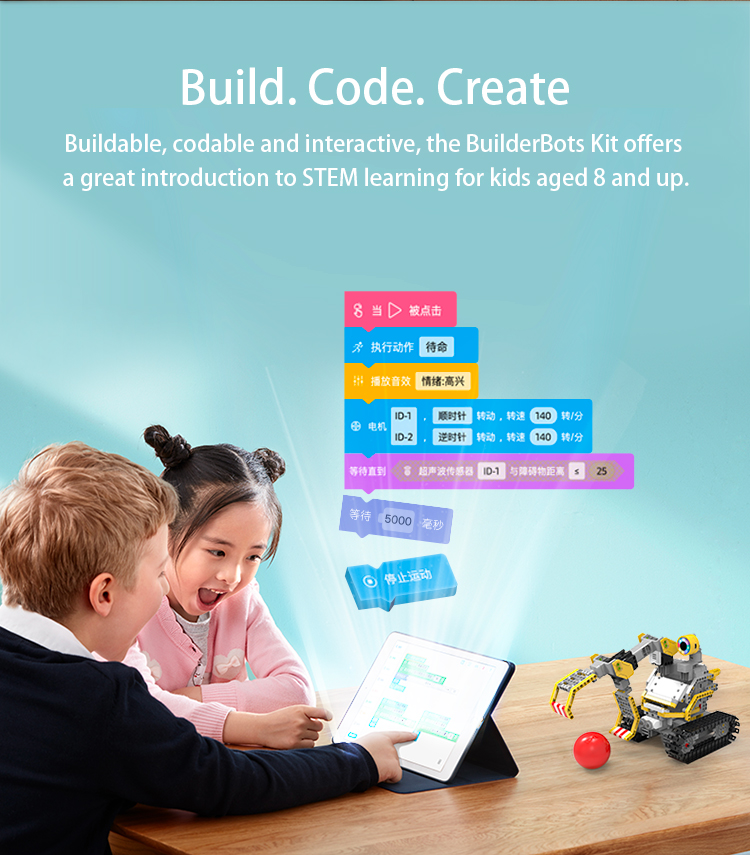 Build. Code. Create
Buildable, codable and interactive, the BuilderBots Kit offers
a great introduction to STEM learning for kids aged 8 and up.
当 被点击
执行动作 待命
播放音效 情绪:高兴
电机 ID-1 , 顺时针 转动 , 转速 140 转/分
ID-2 , 逆时针 转动 , 转速 140 转/分
等待直到 超声波传感器 ID-1 与障碍物距离 ≤ 25
等待 5000 毫秒
停止运动